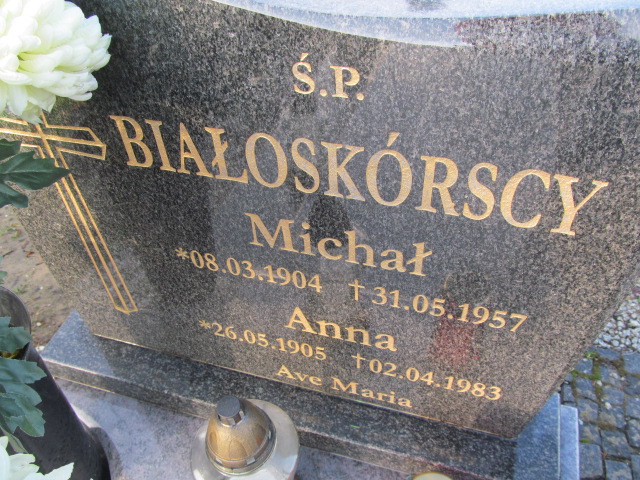 Ś.P.
BIAŁOSKÓRSCY
Michał
*08.03.1904 †31.05.1957
Anna
*26.05.1905 †02.04.1983
Ave Maria